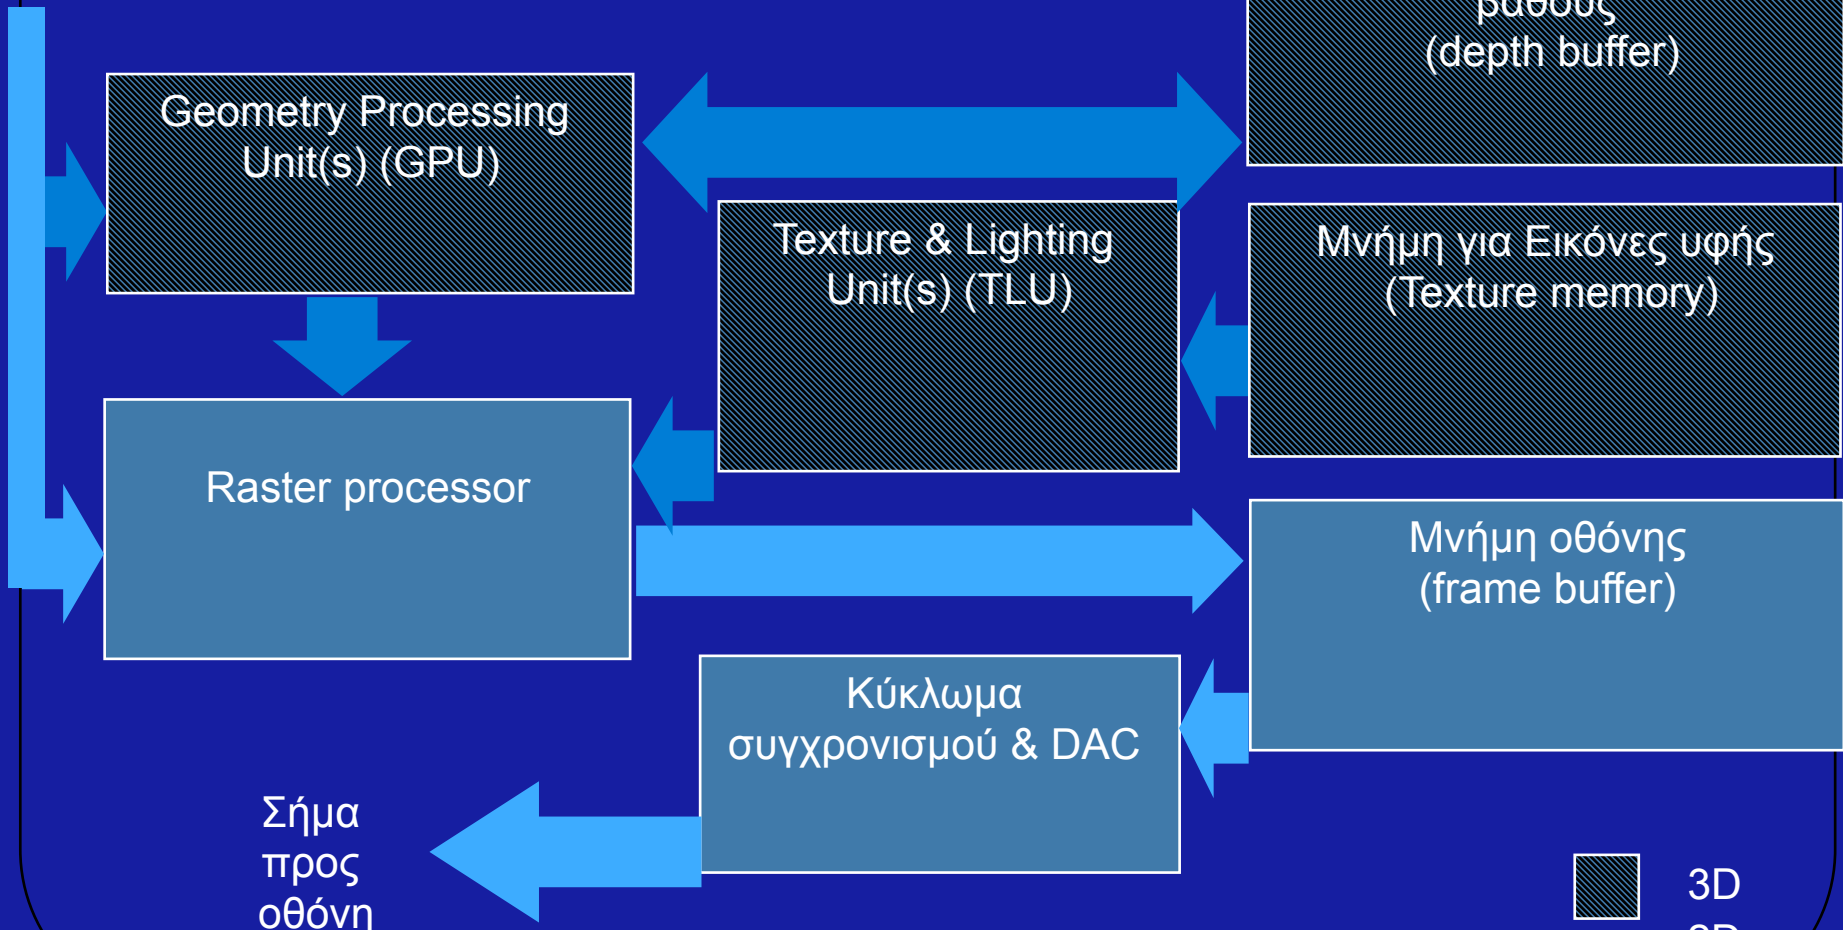 βάθους
(depth buffer)
Geometry Processing
Unit(s) (GPU)
Texture & Lighting
Unit(s) (TLU)
Μνήμη για Εικόνες υφής
(Texture memory)
Raster processor
Μνήμη οθόνης
(frame buffer)
Κύκλωμα
συγχρονισμού & DAC
Σήμα
προς
οθόνη
3D